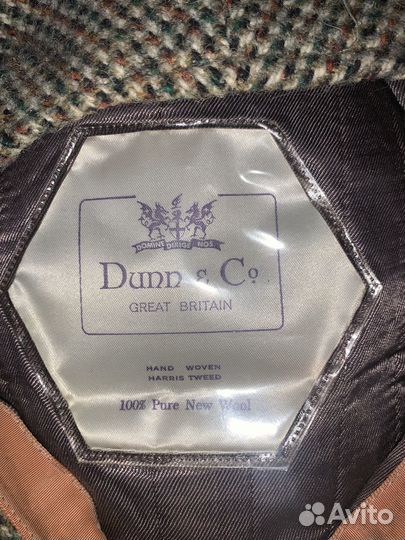 DOMINE DIRIGE NOS
Dunn & Co.
GREAT BRITAIN
HAND WOVEN
HARRIS TWEED
100% Pure New Wool
Avito